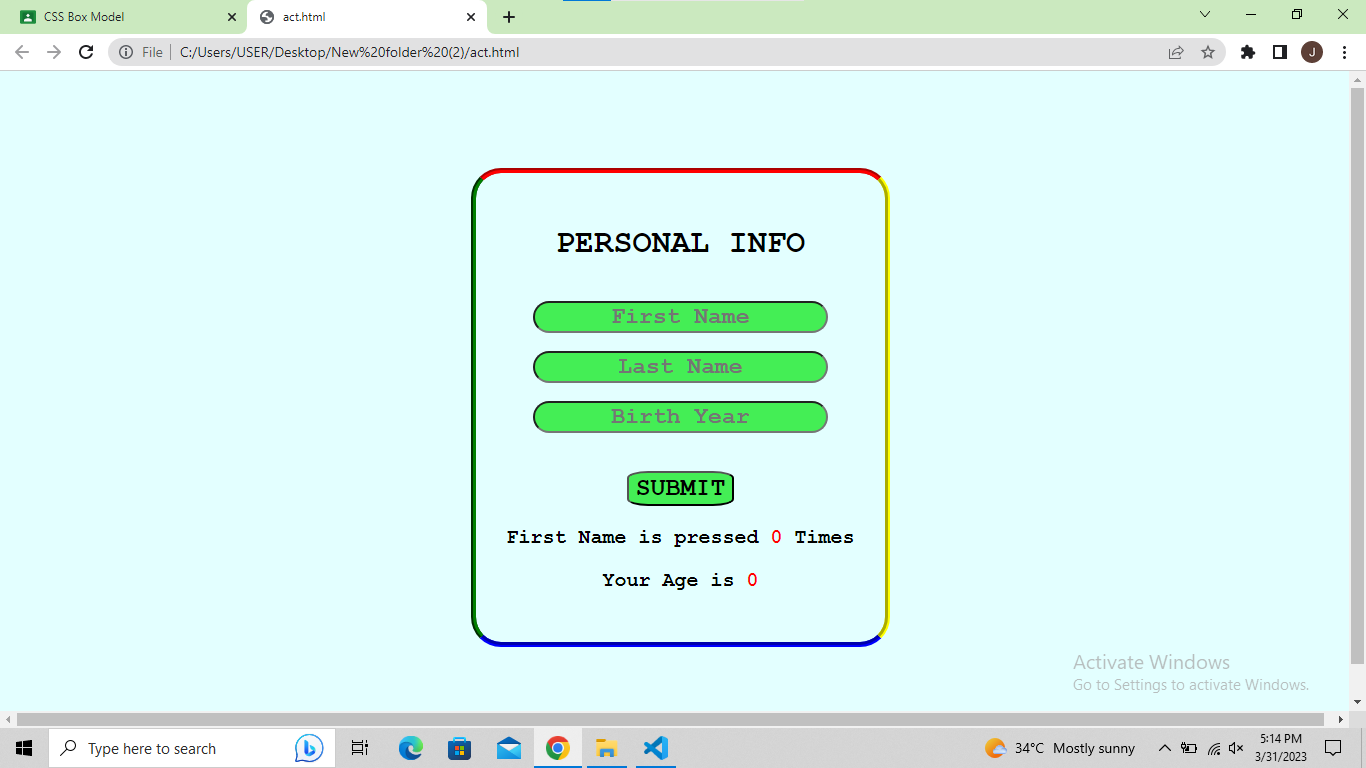 CSS Box Model
act.html
File
C:/Users/USER/Desktop/New%20folder%20(2)/act.html
J
PERSONAL INFO
First Name
Last Name
Birth Year
SUBMIT
First Name is pressed 0 Times
Your Age is 0
Activate Windows
Go to Settings to activate Windows.
Type here to search
34°C Mostly sunny
5:14 PM
3/31/2023